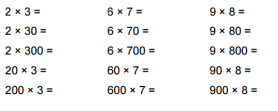 2 × 3 = 6 × 7 = 9 × 8 =
2 × 30 = 6 × 70 = 9 × 80 =
2 × 300 = 6 × 700 = 9 × 800 =
20 × 3 = 60 × 7 = 90 × 8 =
200 × 3 = 600 × 7 = 900 × 8 =